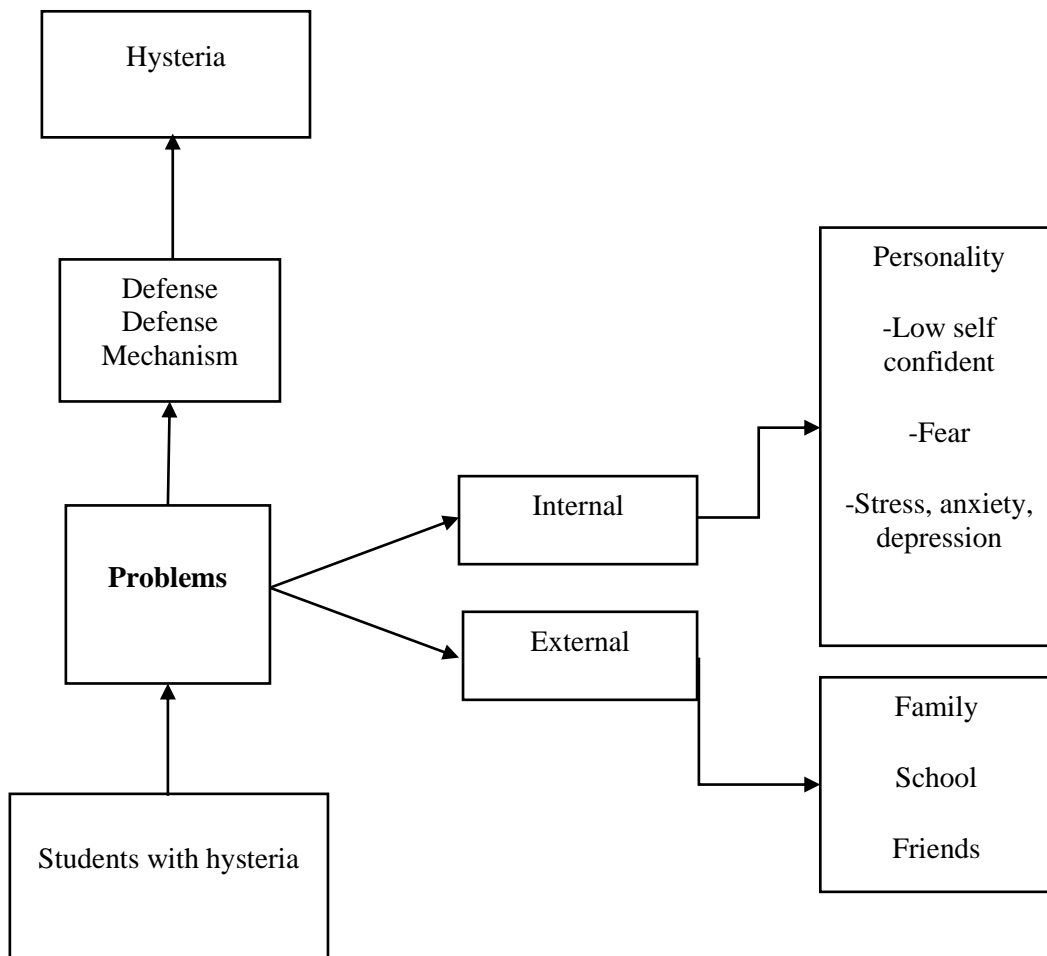 Hysteria
Defense
Defense
Mechanism
Problems
Students with hysteria
Internal
External
Personality
-Low self
confident
-Fear
-Stress, anxiety,
depression
Family
School
Friends